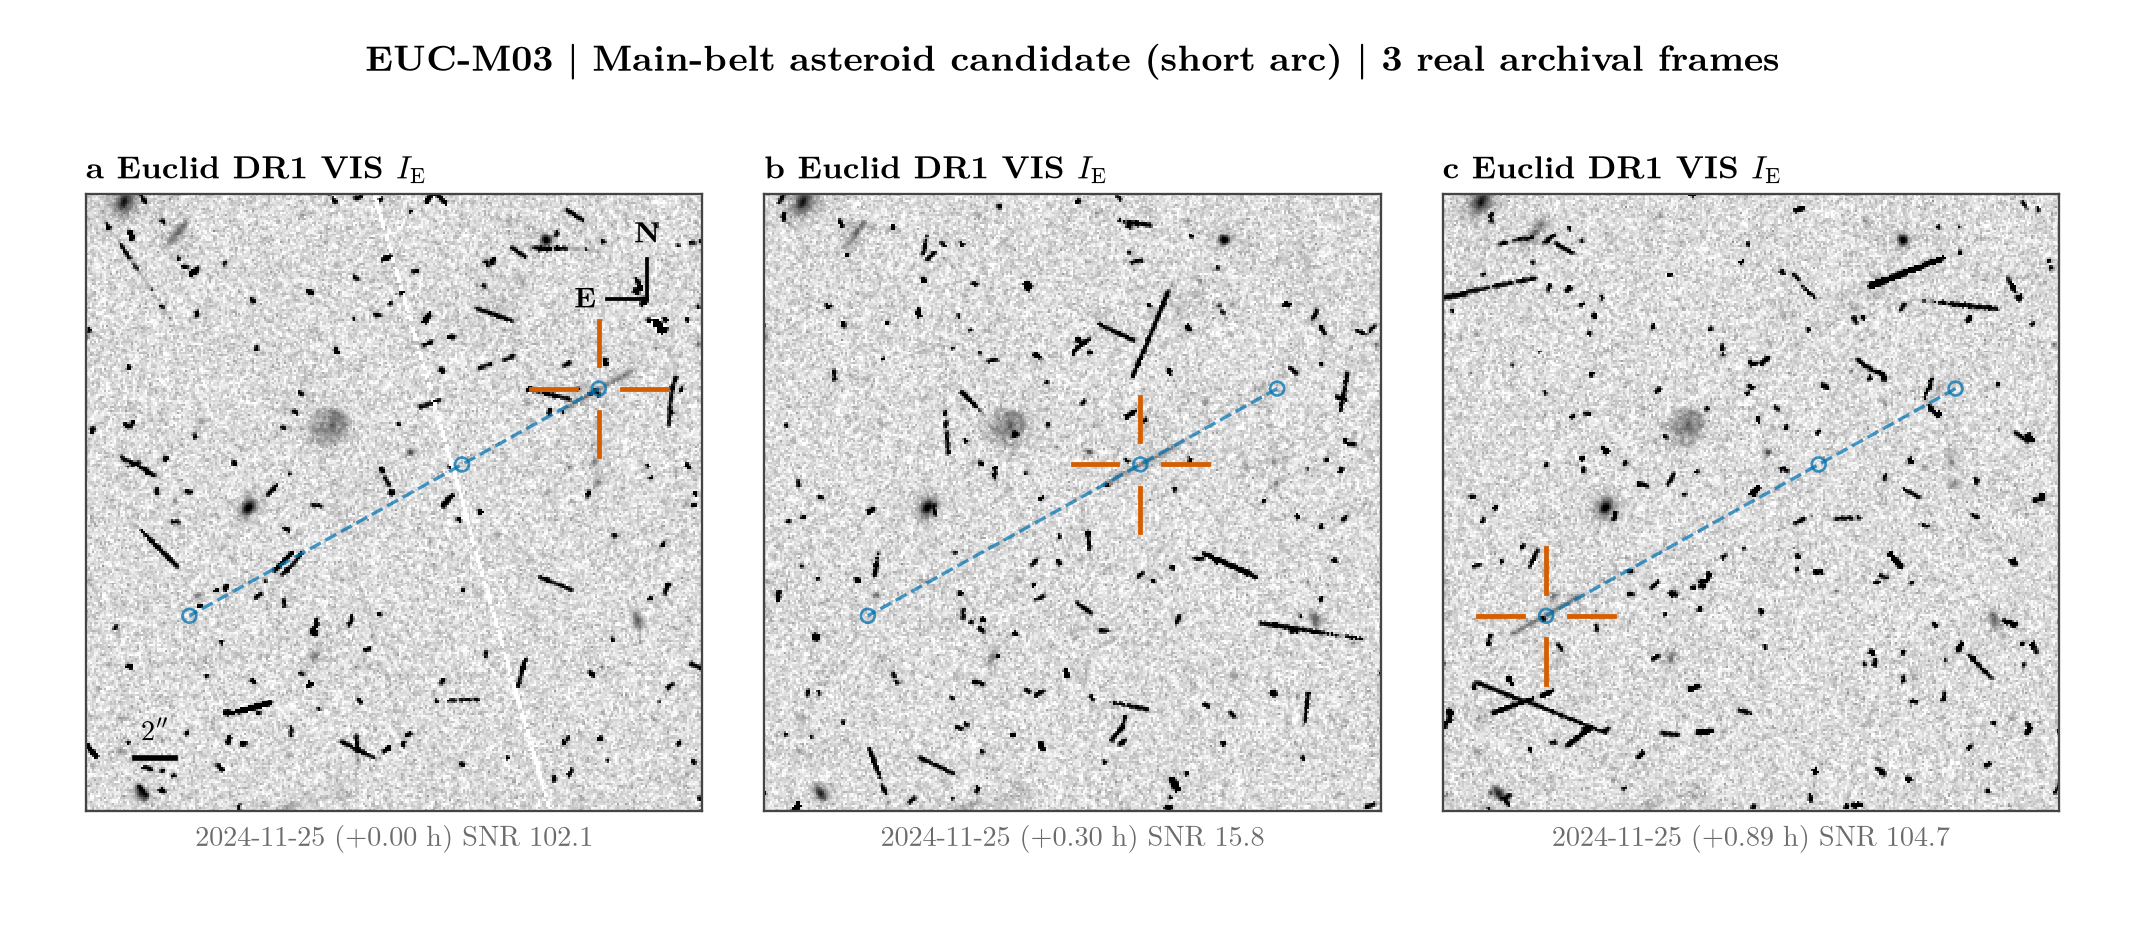 EUC-M03 | Main-belt asteroid candidate (short arc) | 3 real archival frames
a Euclid DR1 VIS I_E
b Euclid DR1 VIS I_E
c Euclid DR1 VIS I_E
N
E
2″
2024-11-25 (+0.00 h) SNR 102.1
2024-11-25 (+0.30 h) SNR 15.8
2024-11-25 (+0.89 h) SNR 104.7